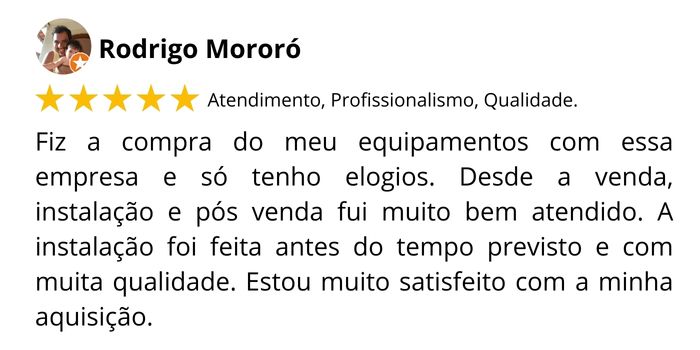 Rodrigo Mororó
Atendimento, Profissionalismo, Qualidade.
Fiz a compra do meu equipamentos com essa
empresa e só tenho elogios. Desde a venda,
instalação e pós venda fui muito bem atendido. A
instalação foi feita antes do tempo previsto e com
muita qualidade. Estou muito satisfeito com a minha
aquisição.